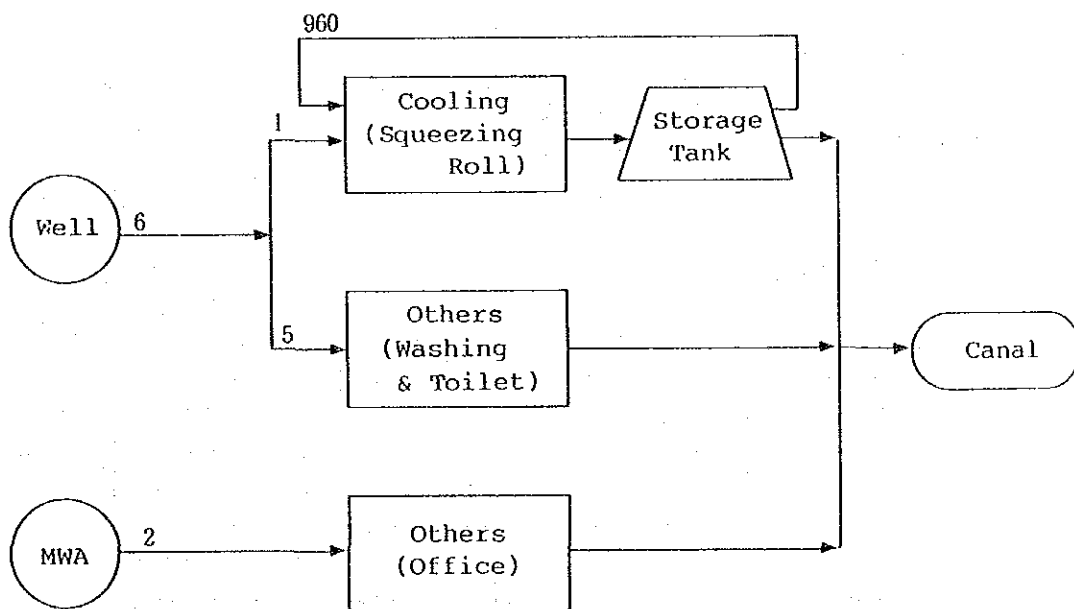 960
Cooling
(Squeezing
Roll)
Storage
Tank
1
Well
6
5
Others
(Washing
& Toilet)
Canal
MWA
2
Others
(Office)